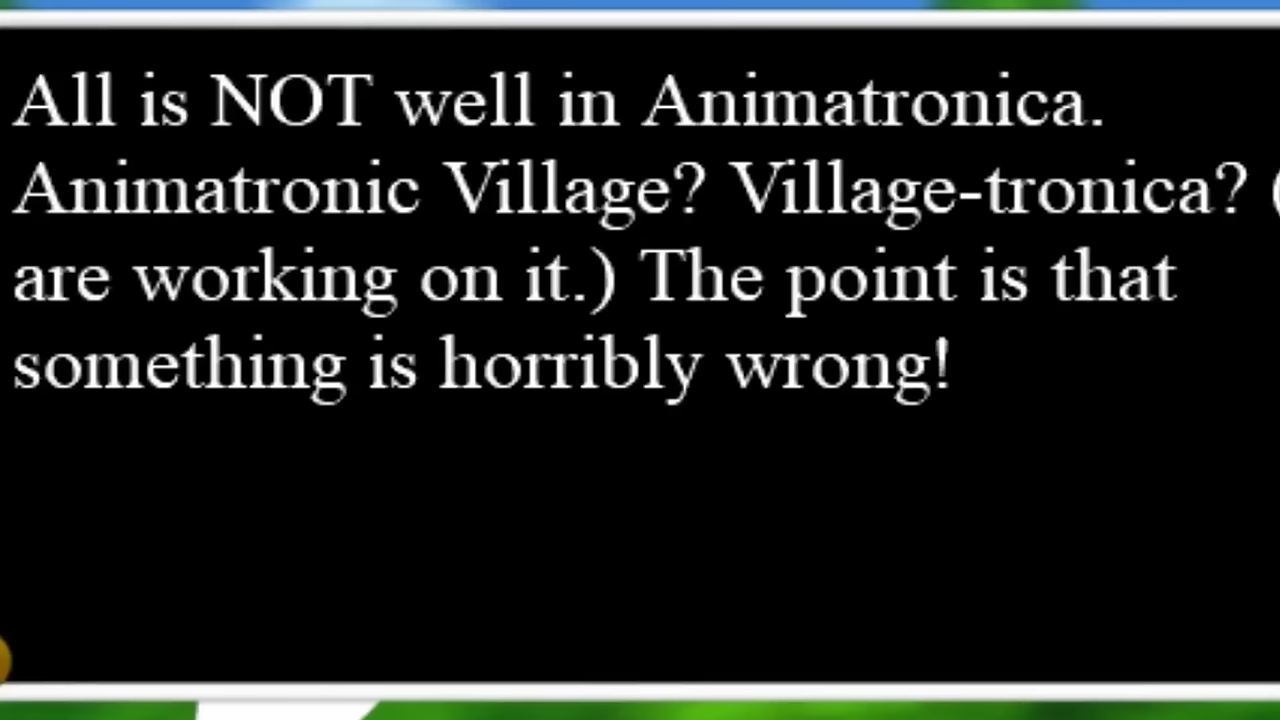 All is NOT well in Animatronica.
Animatronic Village? Village-tronica? (
are working on it.) The point is that
something is horribly wrong!